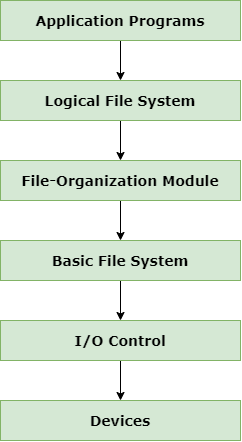 Application Programs
Logical File System
File-Organization Module
Basic File System
I/O Control
Devices